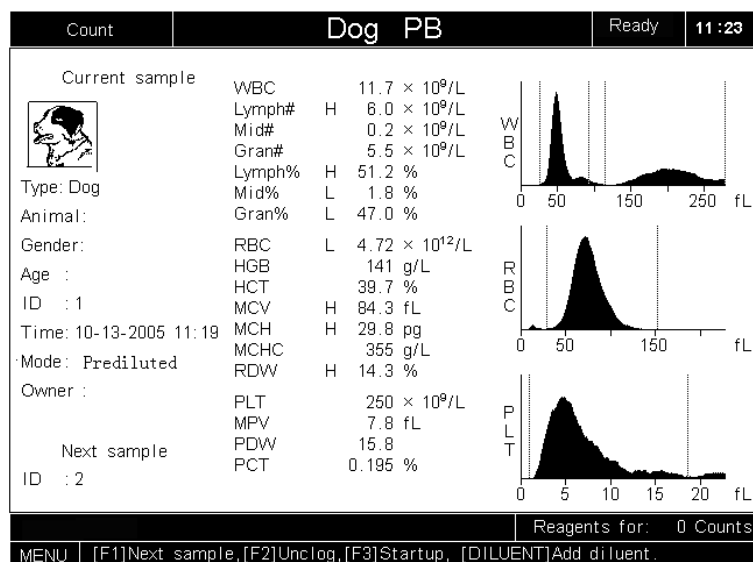 Count Dog PB Ready 11:23
Current sample
Type: Dog
Animal:
Gender:
Age :
ID : 1
Time: 10-13-2005 11:19
Mode: Prediluted
Owner :
Next sample
ID : 2
WBC 11.7 × 10⁹/L
Lymph# H 6.0 × 10⁹/L
Mid# 0.2 × 10⁹/L
Gran# 5.5 × 10⁹/L
Lymph% H 51.2 %
Mid% L 1.8 %
Gran% L 47.0 %
RBC L 4.72 × 10¹²/L
HGB 141 g/L
HCT 39.7 %
MCV H 84.3 fL
MCH H 29.8 pg
MCHC 355 g/L
RDW H 14.3 %
PLT 250 × 10⁹/L
MPV 7.8 fL
PDW 15.8
PCT 0.195 %
WBC
0 50 150 250 fL
RBC
0 50 150 fL
PLT
0 5 10 15 20 fL
Reagents for: 0 Counts
MENU [F1]Next sample,[F2]Unclog,[F3]Startup, [DILUENT]Add diluent.